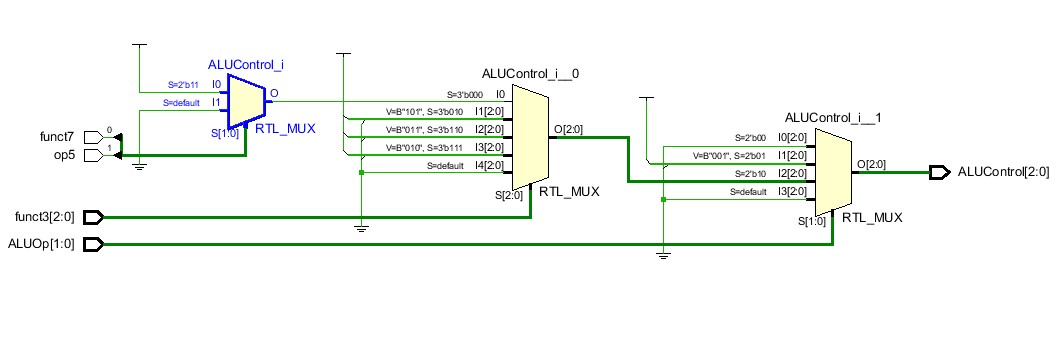 ALUControl_i
S=2'b11 I0
S=default I1
O
S[1:0]
RTL_MUX
funct7 0
op5 1
ALUControl_i__0
S=3'b000 I0
V=B"101", S=3'b010 I1[2:0]
V=B"011", S=3'b110 I2[2:0]
V=B"010", S=3'b111 I3[2:0]
S=default I4[2:0]
O[2:0]
S[2:0]
RTL_MUX
ALUControl_i__1
S=2'b00 I0[2:0]
V=B"001", S=2'b01 I1[2:0]
S=2'b10 I2[2:0]
S=default I3[2:0]
O[2:0]
S[1:0]
RTL_MUX
ALUControl[2:0]
funct3[2:0]
ALUOp[1:0]